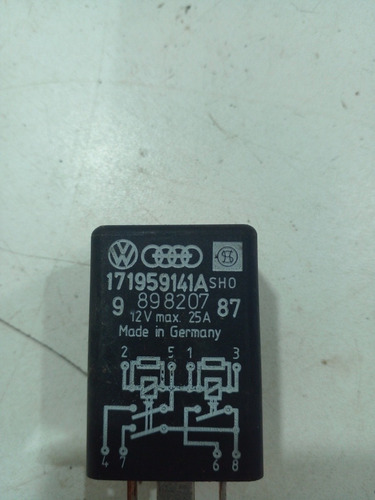 171959141A SHO
898207
9 87
12V max. 25A
Made in Germany
2 5 1 3
4 7 6 8